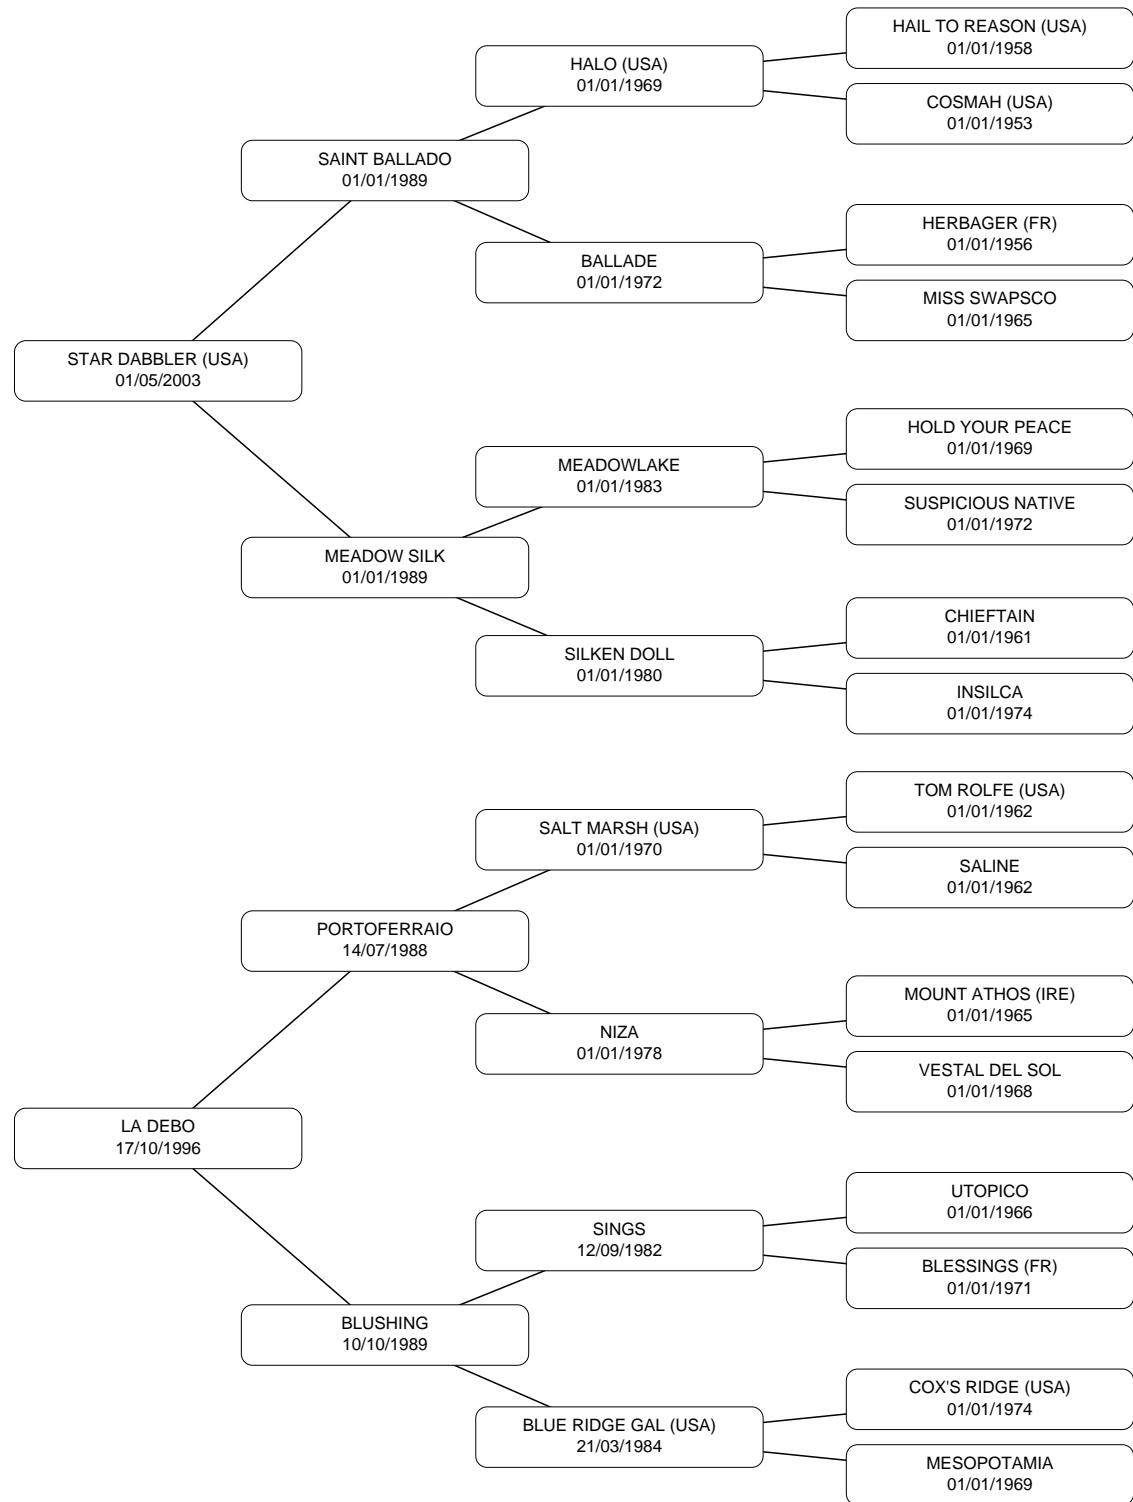 HAIL TO REASON (USA)
01/01/1958
HALO (USA)
01/01/1969
COSMAH (USA)
01/01/1953
SAINT BALLADO
01/01/1989
HERBAGER (FR)
01/01/1956
BALLADE
01/01/1972
MISS SWAPSCO
01/01/1965
STAR DABBLER (USA)
01/05/2003
HOLD YOUR PEACE
01/01/1969
MEADOWLAKE
01/01/1983
SUSPICIOUS NATIVE
01/01/1972
MEADOW SILK
01/01/1989
CHIEFTAIN
01/01/1961
SILKEN DOLL
01/01/1980
INSILCA
01/01/1974
TOM ROLFE (USA)
01/01/1962
SALT MARSH (USA)
01/01/1970
SALINE
01/01/1962
PORTOFERRAIO
14/07/1988
MOUNT ATHOS (IRE)
01/01/1965
NIZA
01/01/1978
VESTAL DEL SOL
01/01/1968
LA DEBO
17/10/1996
UTOPICO
01/01/1966
SINGS
12/09/1982
BLESSINGS (FR)
01/01/1971
BLUSHING
10/10/1989
COX'S RIDGE (USA)
01/01/1974
BLUE RIDGE GAL (USA)
21/03/1984
MESOPOTAMIA
01/01/1969